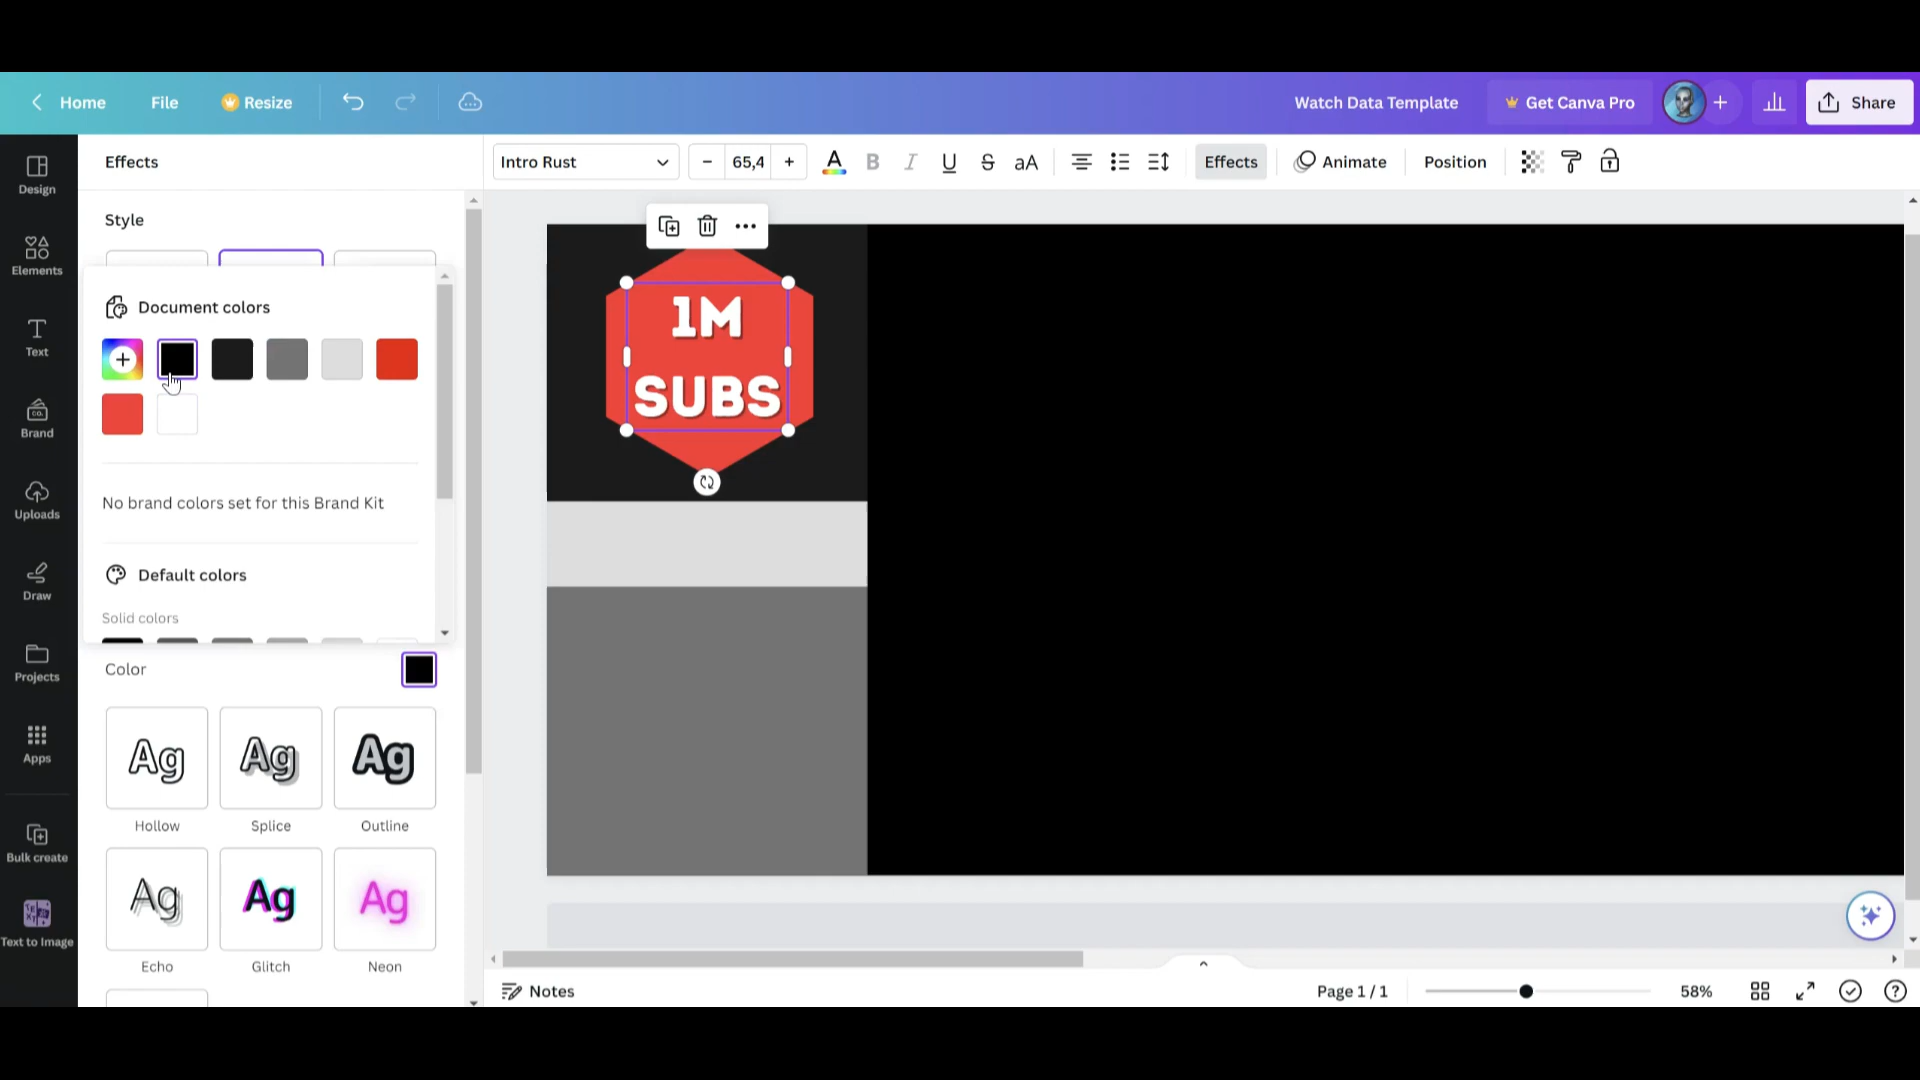 Home
File
Resize
Watch Data Template
Get Canva Pro
Share
Design
Elements
Text
Brand
CO.
Uploads
Draw
Projects
Apps
Bulk create
Text to Image
Effects
Style
Document colors
No brand colors set for this Brand Kit
Default colors
Solid colors
Color
Ag
Ag
Ag
Hollow
Splice
Outline
Ag
Ag
Ag
Echo
Glitch
Neon
Intro Rust
65,4
A
B
I
U
S
aA
Effects
Animate
Position
1M
SUBS
Notes
Page 1 / 1
58%